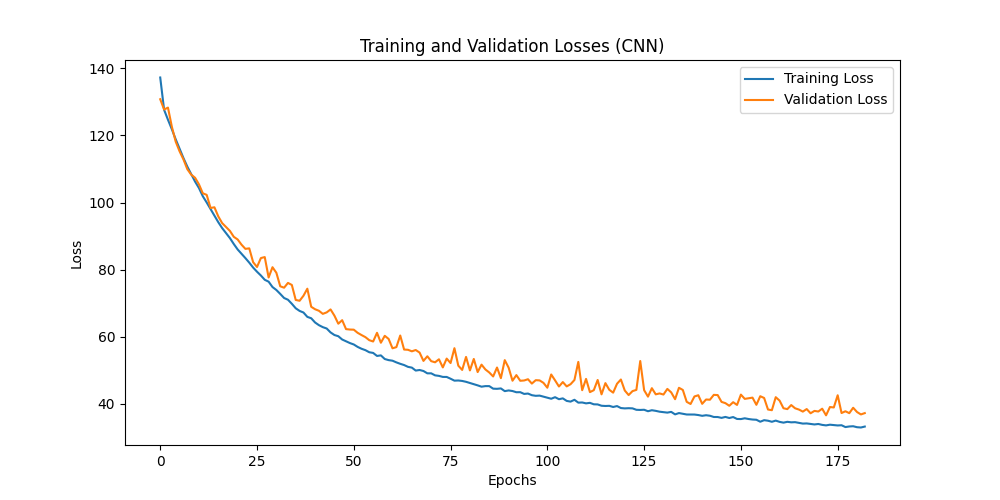 Training and Validation Losses (CNN)
Training Loss
Validation Loss
Loss
140
120
100
80
60
40
0 25 50 75 100 125 150 175
Epochs